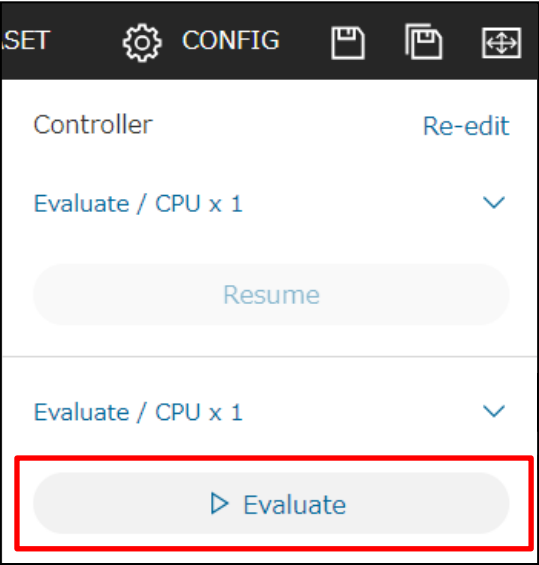 SET CONFIG
Controller Re-edit
Evaluate / CPU x 1
Resume
Evaluate / CPU x 1
Evaluate